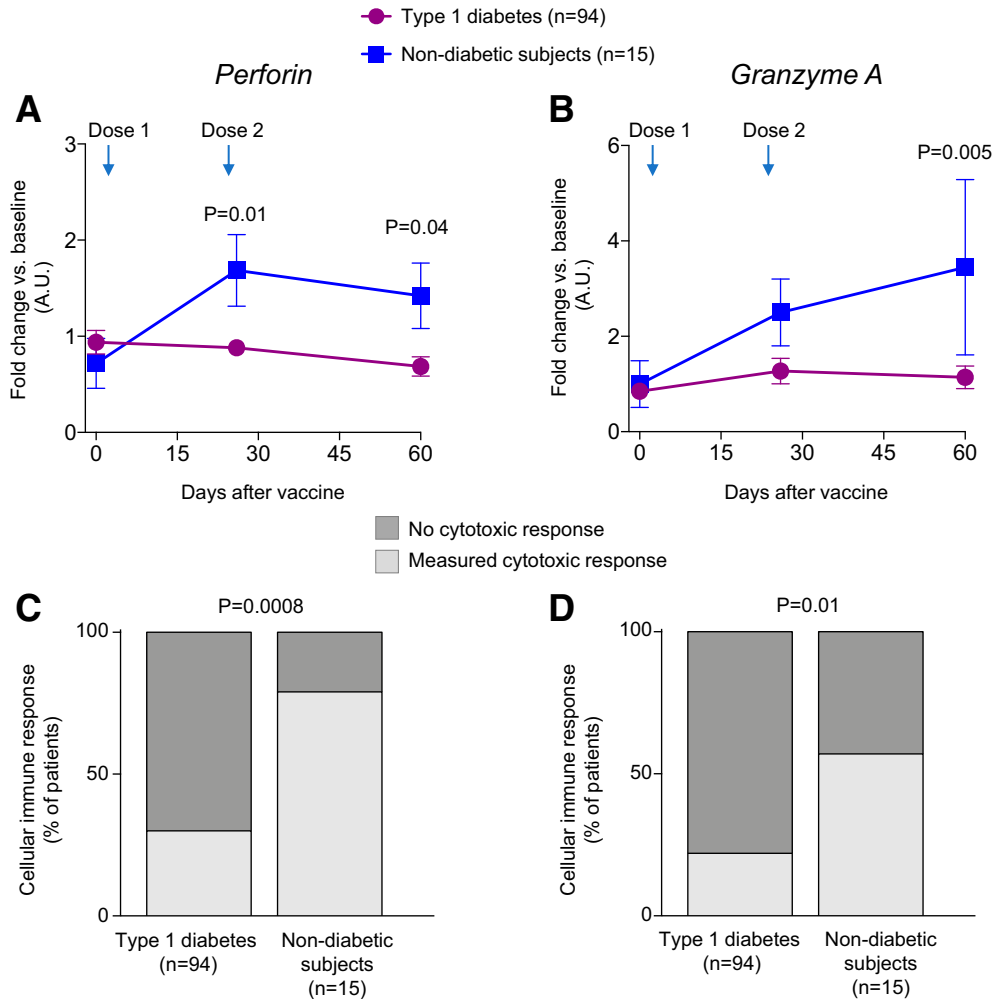 Type 1 diabetes (n=94)
Non-diabetic subjects (n=15)
Perforin
A
Dose 1
Dose 2
3
2
1
0
P=0.01
P=0.04
Fold change vs. baseline
(A.U.)
0
15
30
45
60
Days after vaccine
Granzyme A
B
Dose 1
Dose 2
6
4
2
0
P=0.005
Fold change vs. baseline
(A.U.)
0
15
30
45
60
Days after vaccine
No cytotoxic response
Measured cytotoxic response
C
P=0.0008
100
50
0
Cellular immune response
(% of patients)
Type 1 diabetes
(n=94)
Non-diabetic
subjects
(n=15)
D
P=0.01
100
50
0
Cellular immune response
(% of patients)
Type 1 diabetes
(n=94)
Non-diabetic
subjects
(n=15)